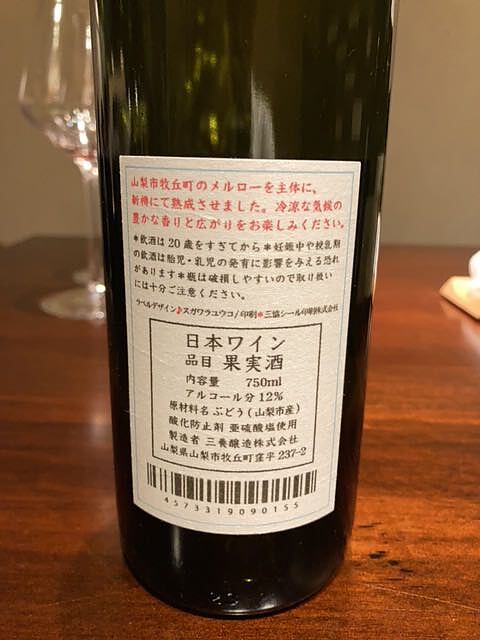 山梨市牧丘町のメルローを主体に、
新樽にて熟成させました。冷涼な気候の
豊かな香りと広がりをお楽しみください。
＊飲酒は20歳をすぎてから＊妊娠中や授乳期
の飲酒は胎児・乳児の発育に影響を与える恐れ
があります＊瓶は破損しやすいので取り扱い
には十分ご注意ください。
ラベルデザイン♪スガワラユウコ/印刷＊三協シール印刷株式会社
日本ワイン
品目 果実酒
内容量 750ml
アルコール分 12%
原材料名 ぶどう(山梨市産)
酸化防止剤 亜硫酸塩使用
製造者 三養醸造株式会社
山梨県山梨市牧丘町窪平237-2
4573319090155